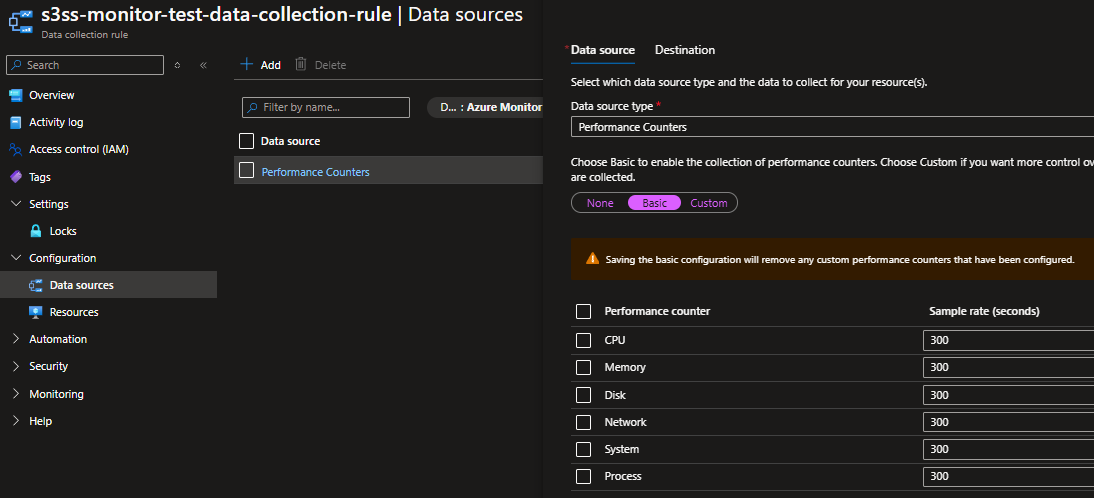 s3ss-monitor-test-data-collection-rule | Data sources
Data collection rule
Search
Overview
Activity log
Access control (IAM)
Tags
Settings
Locks
Configuration
Data sources
Resources
Automation
Security
Monitoring
Help
Add
Delete
Filter by name...
D... : Azure Monitor
Data source
Performance Counters
* Data source
Destination
Select which data source type and the data to collect for your resource(s).
Data source type *
Performance Counters
Choose Basic to enable the collection of performance counters. Choose Custom if you want more control ov
are collected.
None Basic Custom
Saving the basic configuration will remove any custom performance counters that have been configured.
Performance counter Sample rate (seconds)
CPU 300
Memory 300
Disk 300
Network 300
System 300
Process 300